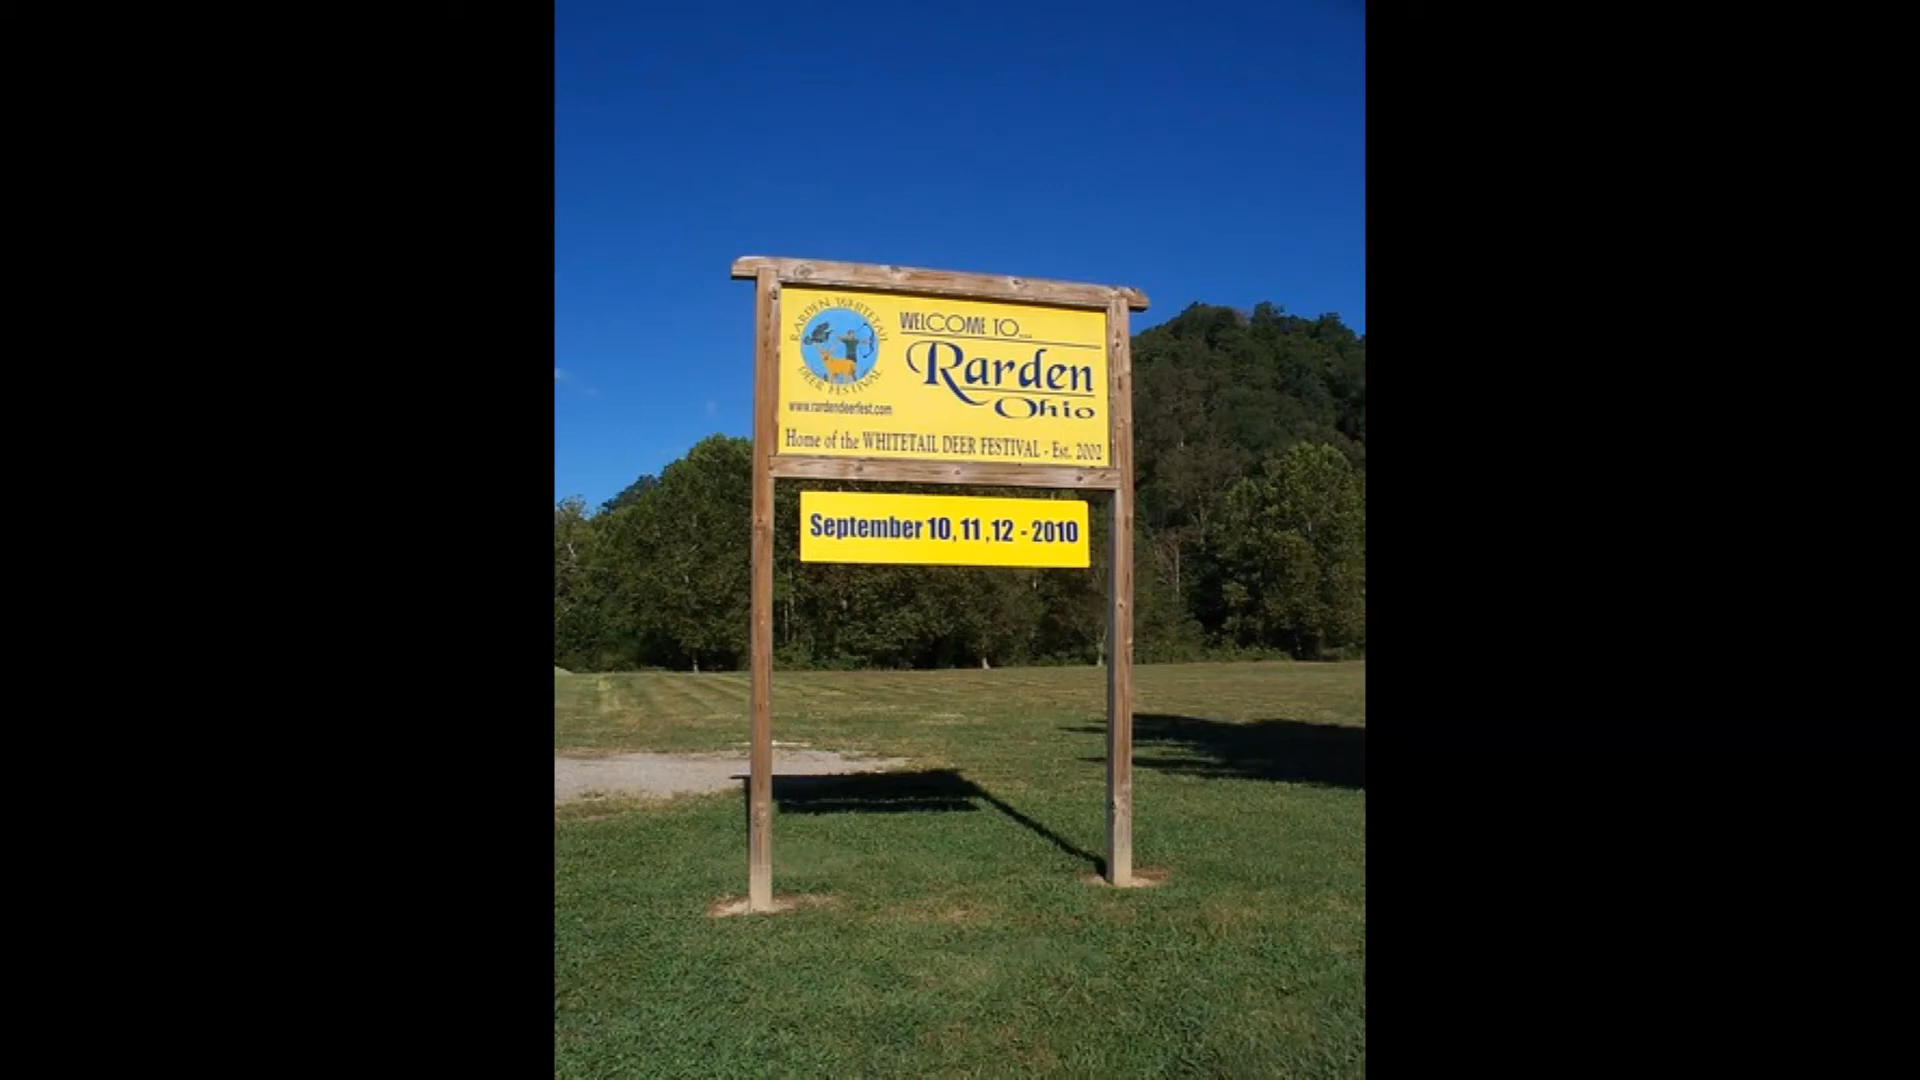 RARDEN WHITETAIL
DEER FESTIVAL
www.rardendeerfest.com
WELCOME TO...
Rarden
Ohio
Home of the WHITETAIL DEER FESTIVAL - Est. 2002
September 10, 11 ,12 - 2010